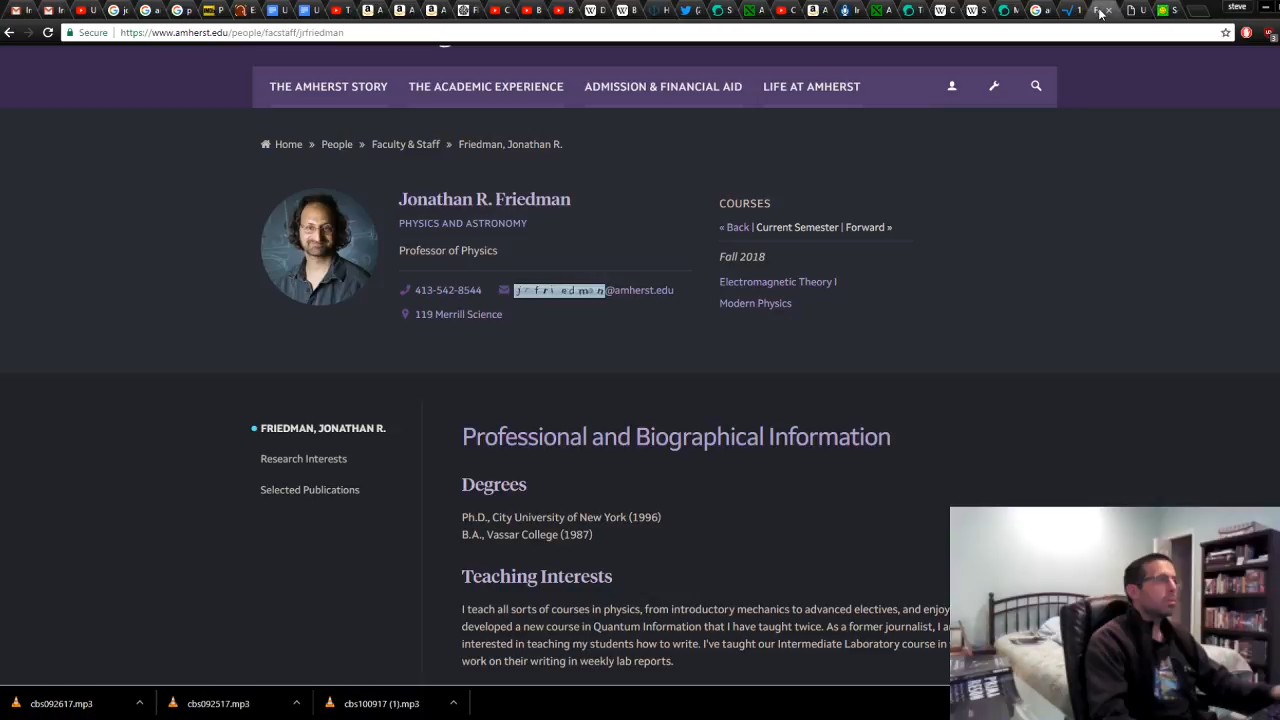 steve
Secure | https://www.amherst.edu/people/facstaff/jrfriedman
THE AMHERST STORY THE ACADEMIC EXPERIENCE ADMISSION & FINANCIAL AID LIFE AT AMHERST
Home » People » Faculty & Staff » Friedman, Jonathan R.
Jonathan R. Friedman
PHYSICS AND ASTRONOMY
Professor of Physics
413-542-8544 jrfriedman@amherst.edu
119 Merrill Science
COURSES
« Back | Current Semester | Forward »
Fall 2018
Electromagnetic Theory I
Modern Physics
FRIEDMAN, JONATHAN R.
Research Interests
Selected Publications
Professional and Biographical Information
Degrees
Ph.D., City University of New York (1996)
B.A., Vassar College (1987)
Teaching Interests
I teach all sorts of courses in physics, from introductory mechanics to advanced electives, and enjoy
developed a new course in Quantum Information that I have taught twice. As a former journalist, I a
interested in teaching my students how to write. I've taught our Intermediate Laboratory course in
work on their writing in weekly lab reports.
cbs092617.mp3 cbs092517.mp3 cbs100917 (1).mp3